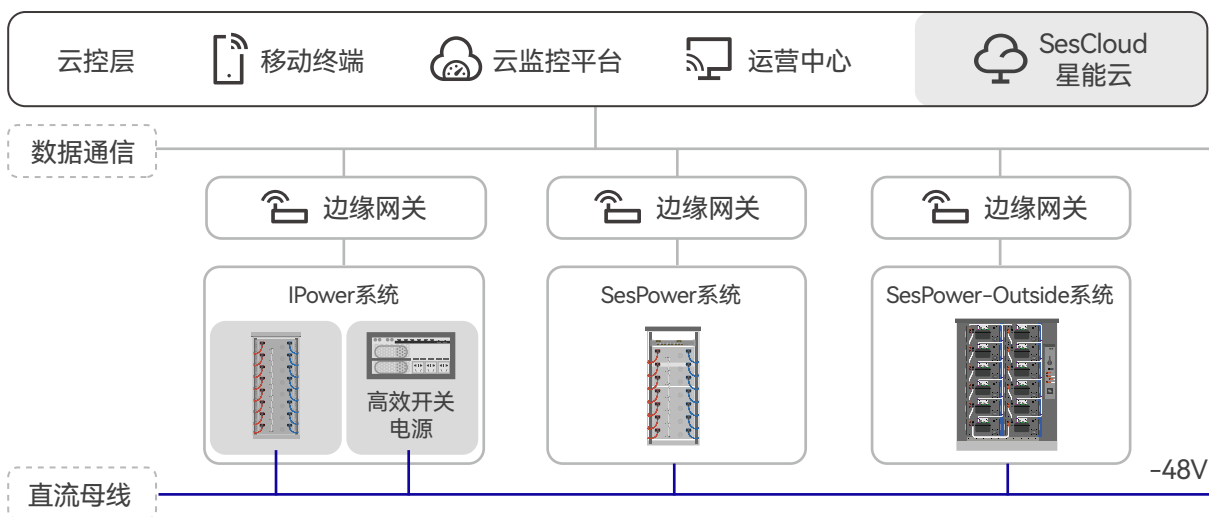 云控层
移动终端
云监控平台
运营中心
SesCloud
星能云
数据通信
边缘网关
边缘网关
边缘网关
IPower系统
SesPower系统
SesPower-Outside系统
高效开关
电源
-48V
直流母线